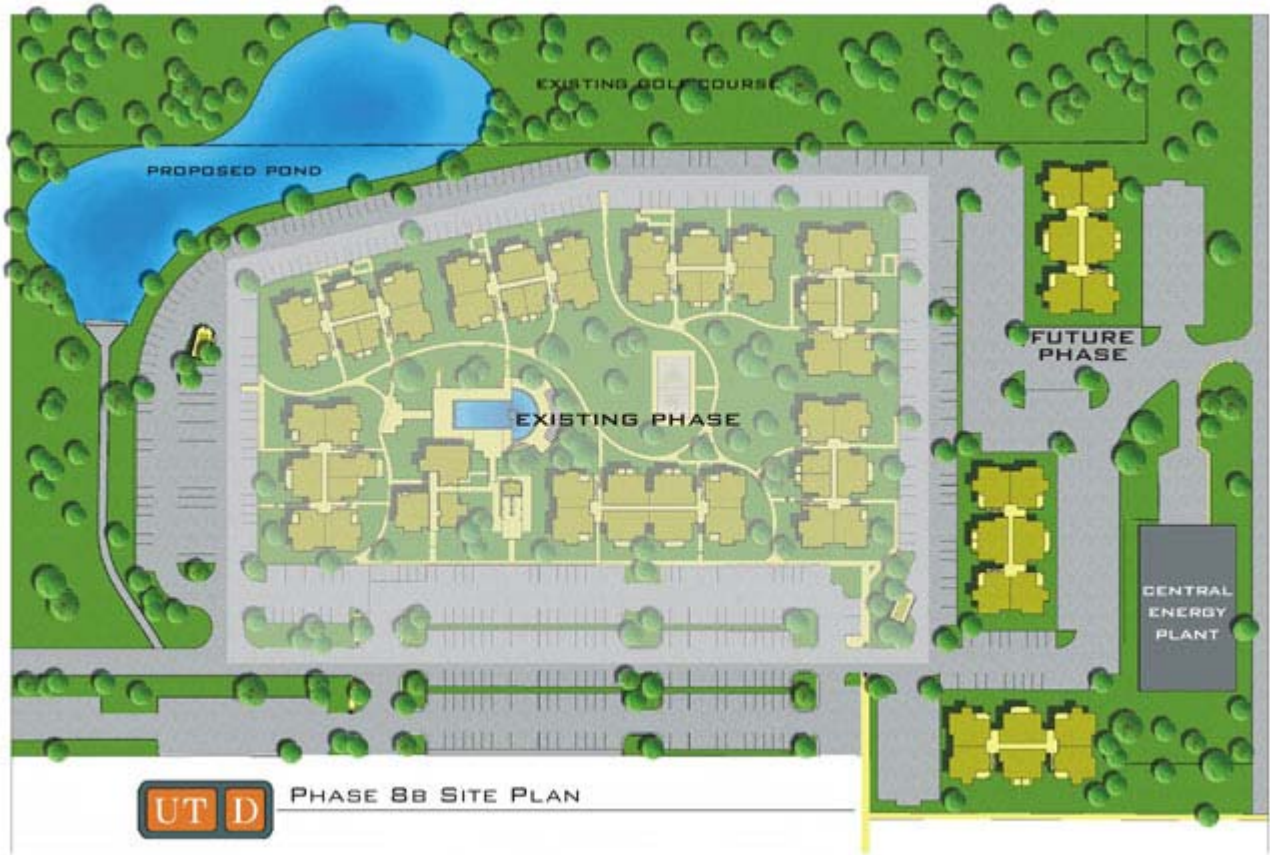 EXISTING GOLF COURSE
PROPOSED POND
FUTURE
PHASE
EXISTING PHASE
CENTRAL
ENERGY
PLANT
UT D
PHASE 8B SITE PLAN